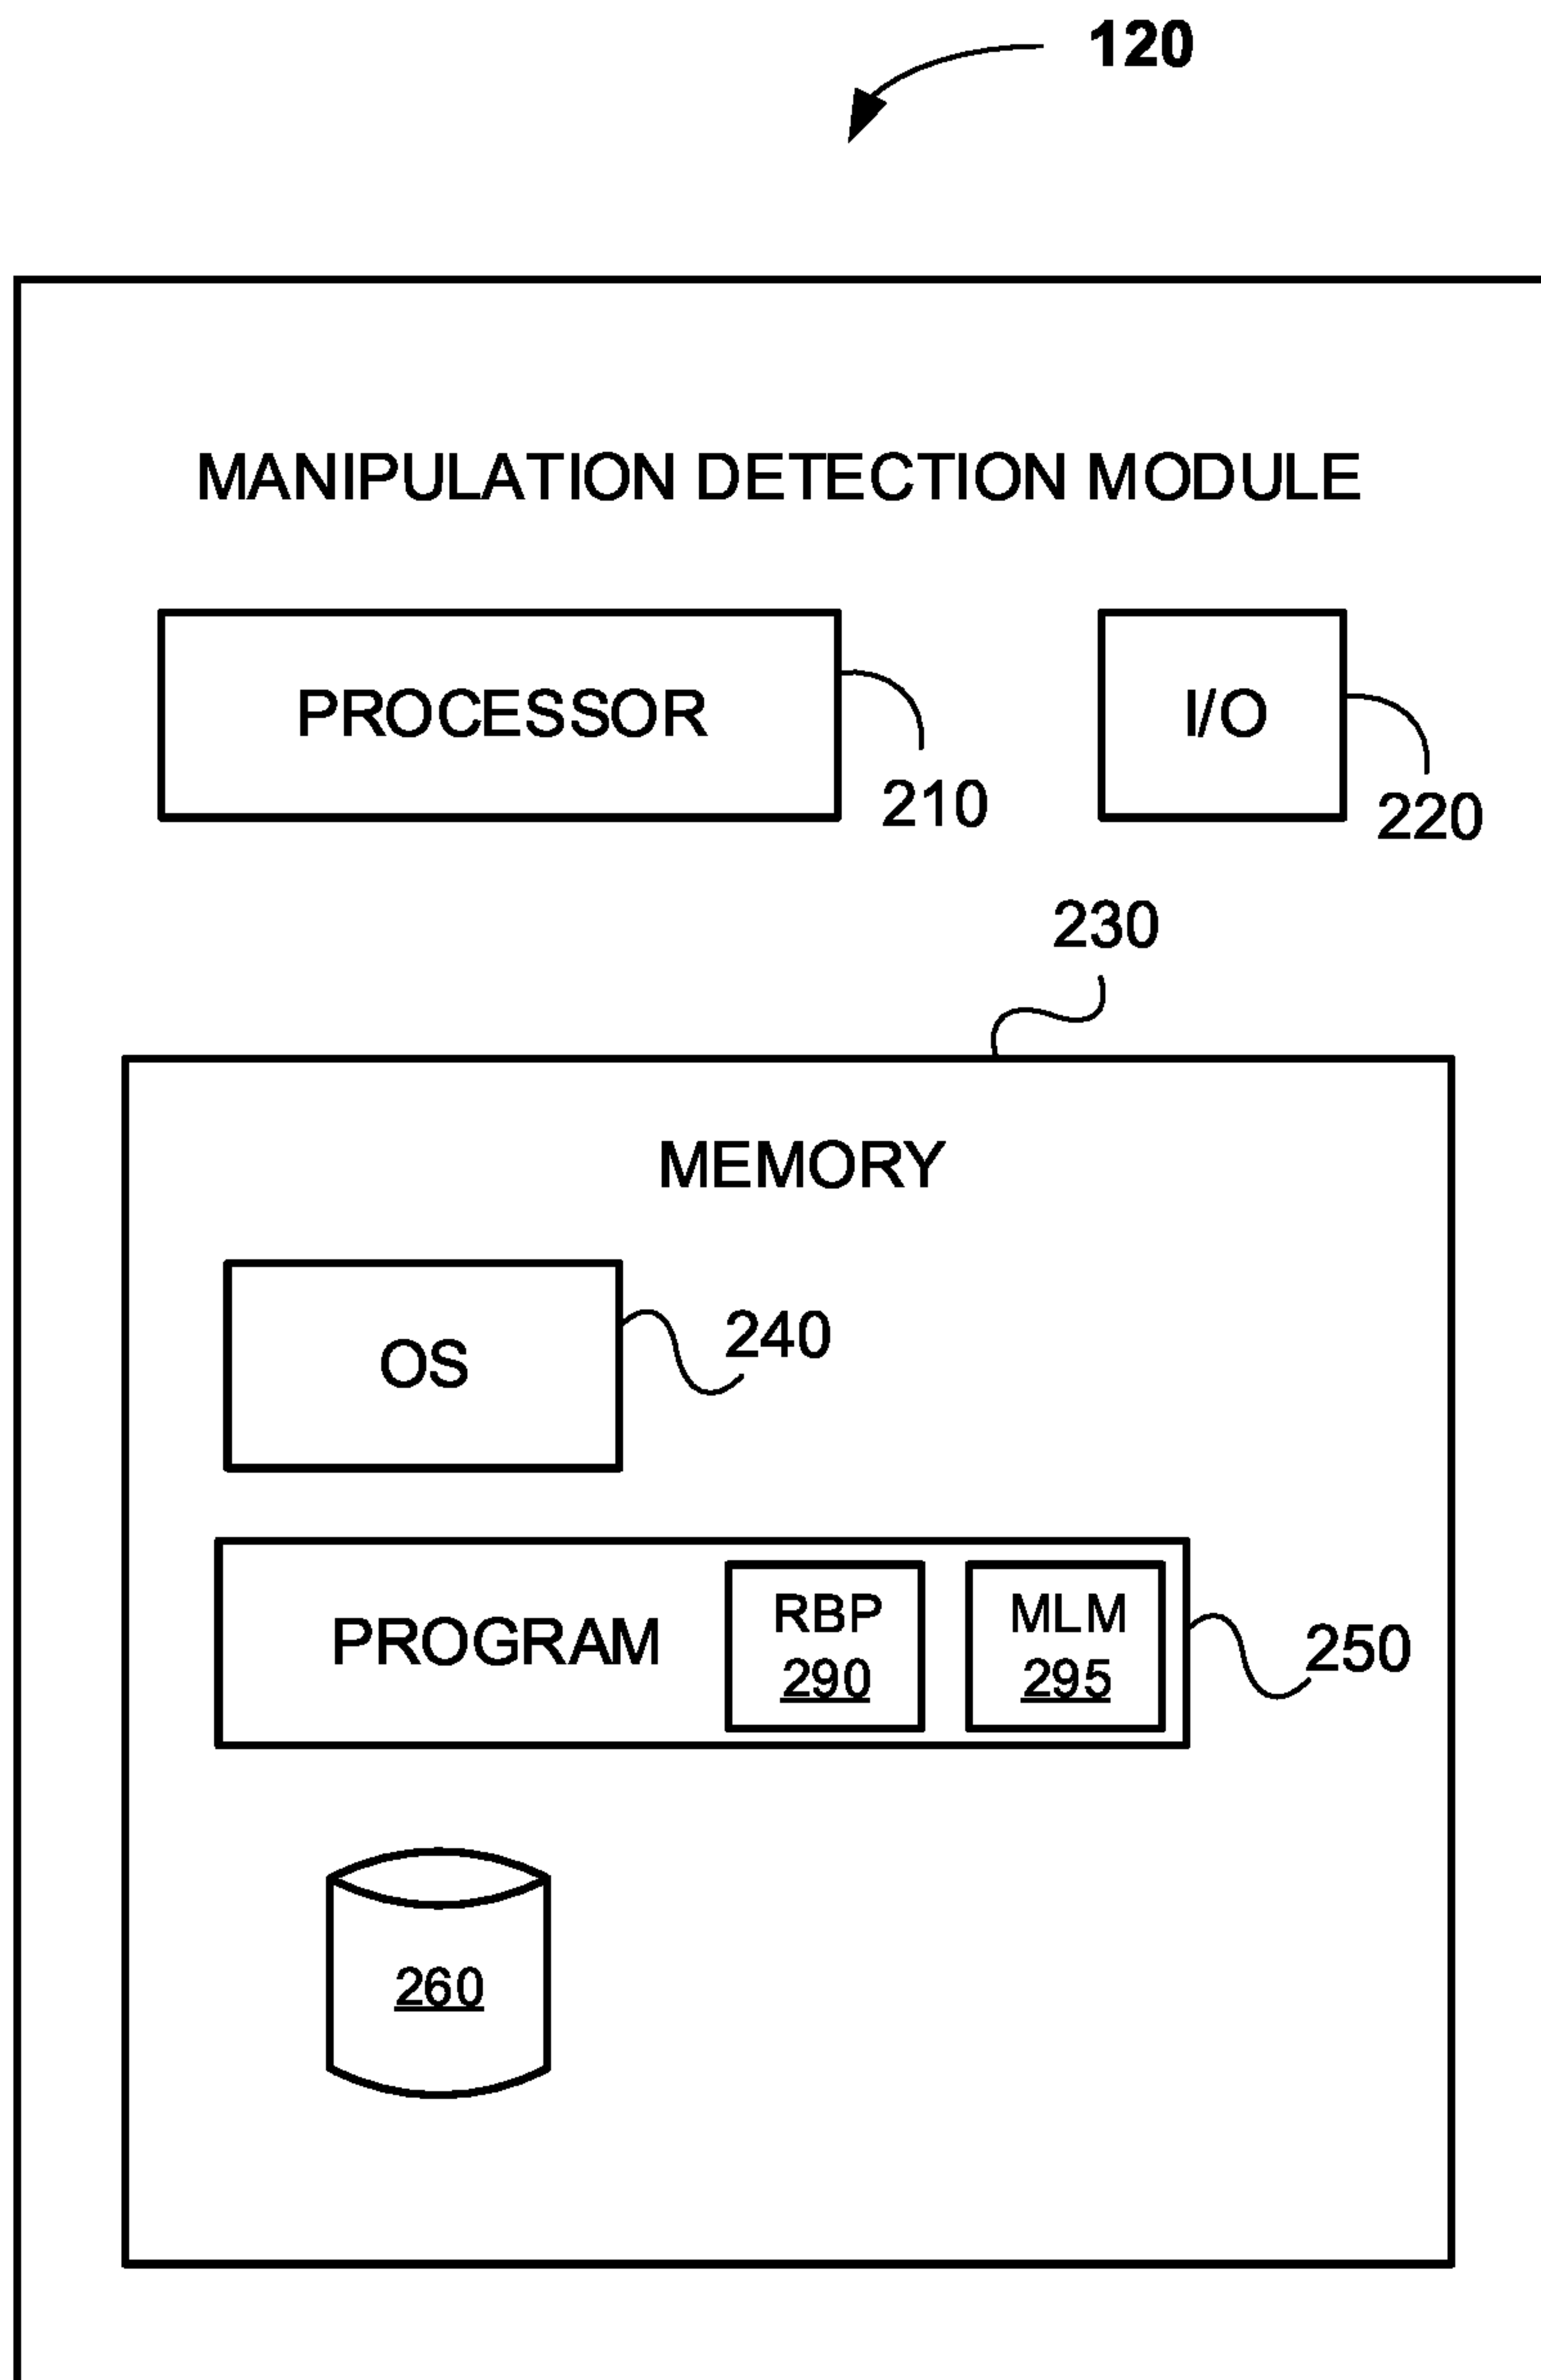 120
MANIPULATION DETECTION MODULE
PROCESSOR
I/O
210
220
230
MEMORY
OS
240
PROGRAM
RBP
290
MLM
295
250
260